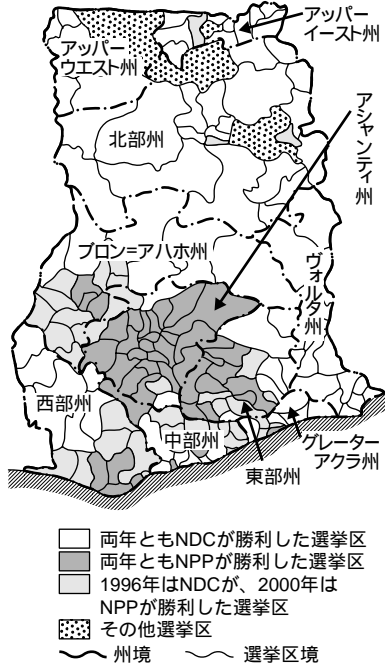 アッパー
イースト州
アッパー
ウエスト州
アシャンティ州
北部州
ブロン=アハホ州
ヴォルタ州
西部州
中部州
グレーター
アクラ州
東部州
両年ともNDCが勝利した選挙区
両年ともNPPが勝利した選挙区
1996年はNDCが、2000年は
NPPが勝利した選挙区
その他選挙区
州境
選挙区境